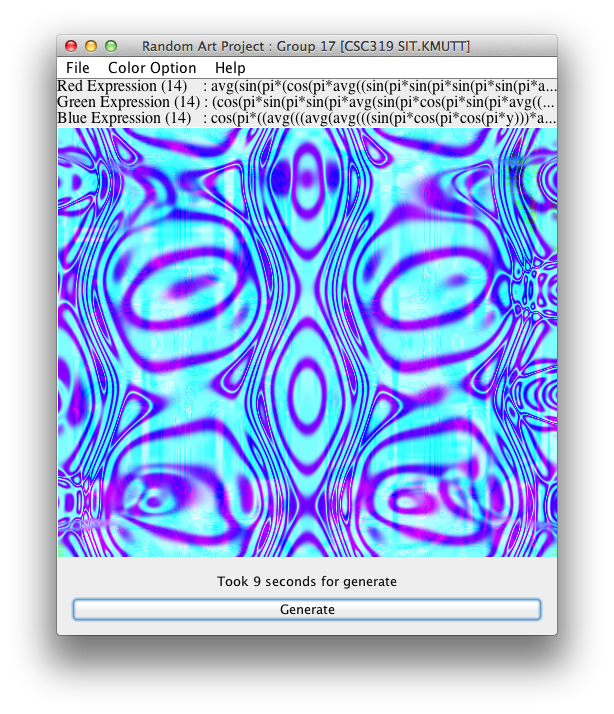 Random Art Project : Group 17 [CSC319 SIT.KMUTT]
File Color Option Help
Red Expression (14) : avg(sin(pi*(cos(pi*avg((sin(pi*sin(pi*sin(pi*sin(pi*a...
Green Expression (14) : (cos(pi*sin(pi*sin(pi*avg(sin(pi*cos(pi*sin(pi*avg((...
Blue Expression (14) : cos(pi*((avg(((avg(avg(((sin(pi*cos(pi*cos(pi*y)))*a...
Took 9 seconds for generate
Generate